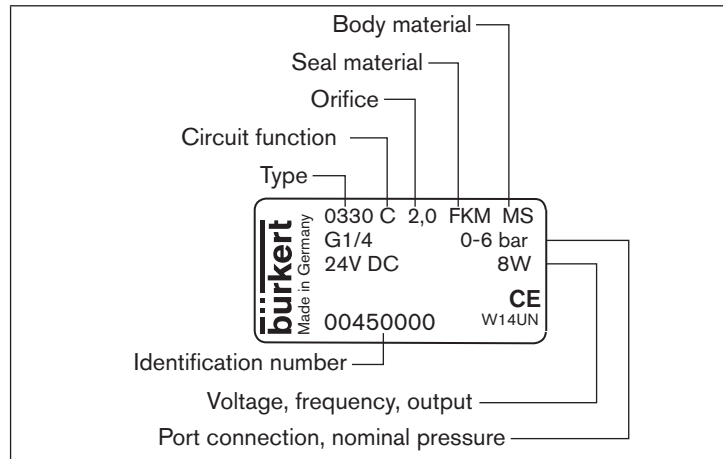 Body material
Seal material
Orifice
Circuit function
Type
burkert
Made in Germany
0330 C 2,0 FKM MS
G1/4 0-6 bar
24V DC 8W
CE
00450000 W14UN
Identification number
Voltage, frequency, output
Port connection, nominal pressure